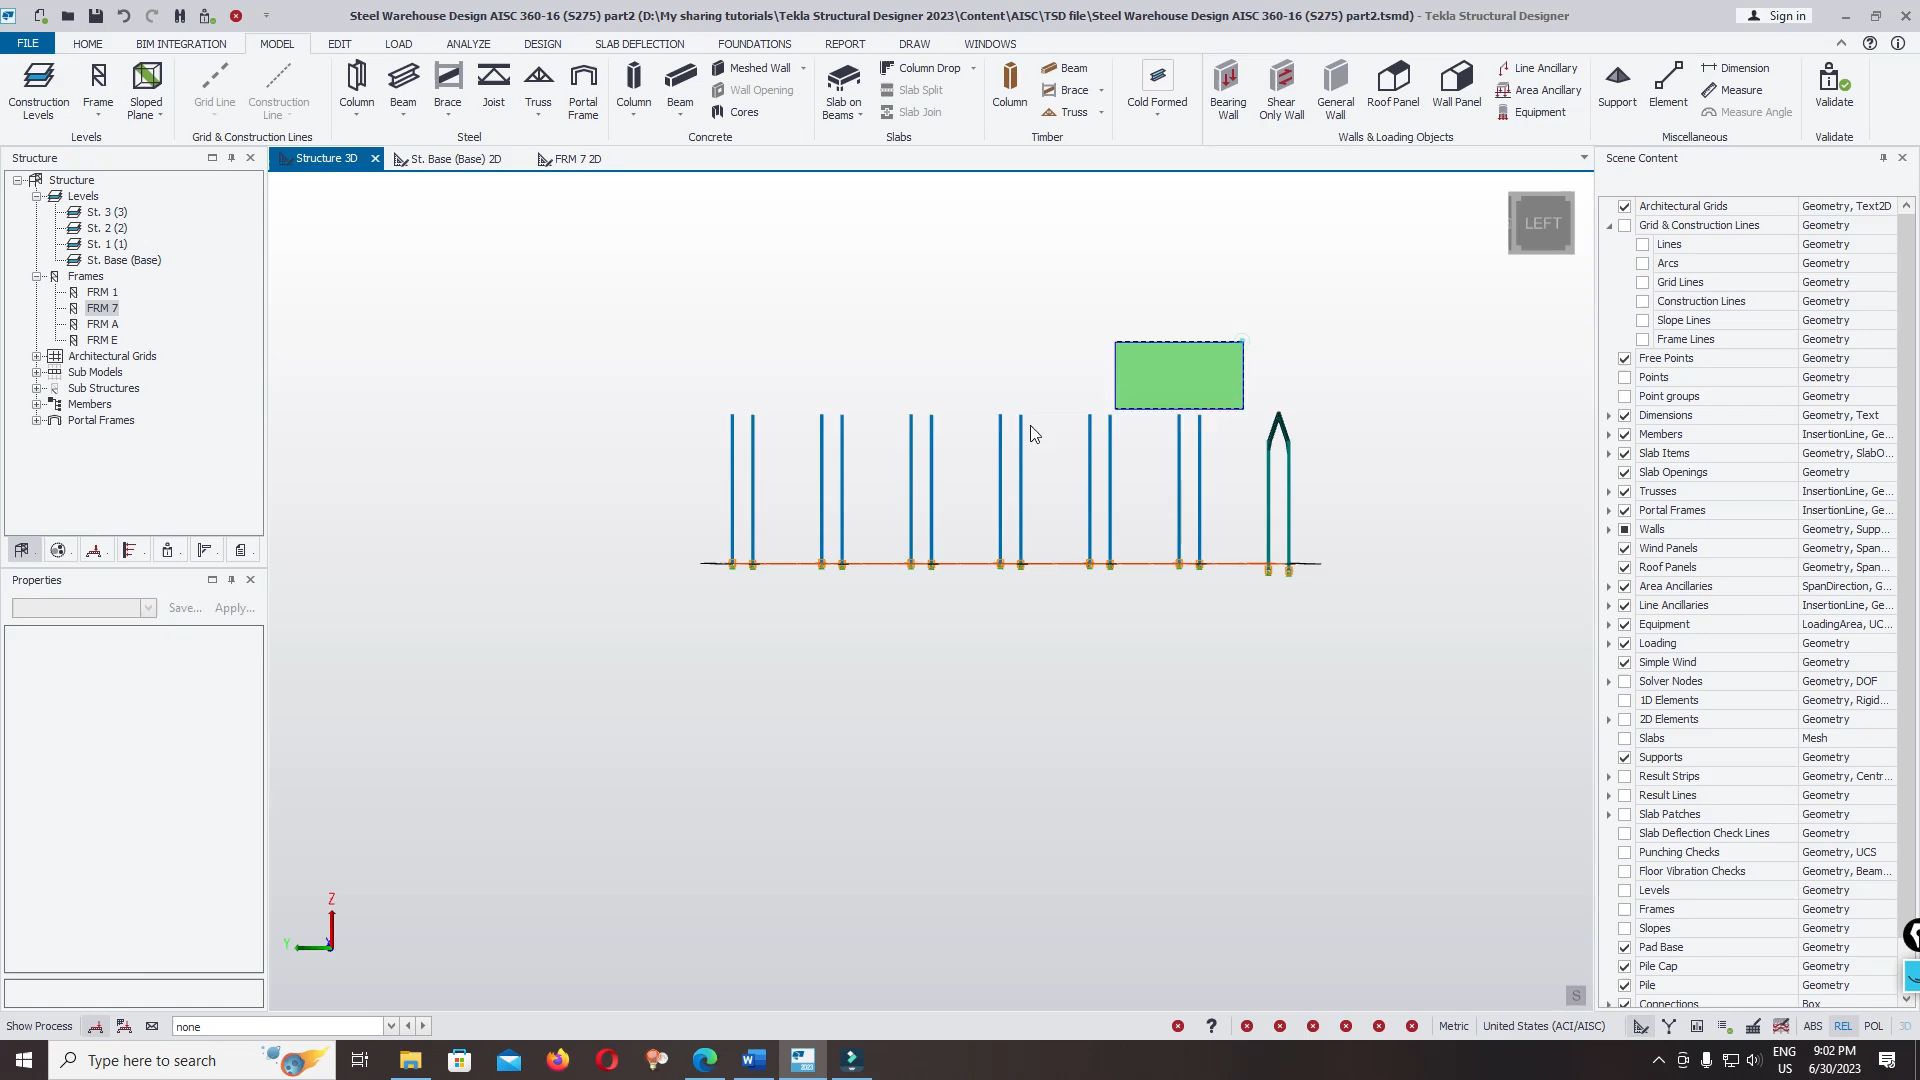 Steel Warehouse Design AISC 360-16 (S275) part2 (D:\My sharing tutorials\Tekla Structural Designer 2023\Content\AISC\TSD file\Steel Warehouse Design AISC 360-16 (S275) part2.tsmd) - Tekla Structural Designer
Sign in
FILE HOME BIM INTEGRATION MODEL EDIT LOAD ANALYZE DESIGN SLAB DEFLECTION FOUNDATIONS REPORT DRAW WINDOWS
Construction Levels
Frame
Sloped Plane
Levels
Grid Line
Construction Line
Grid & Construction Lines
Column
Beam
Brace
Joist
Truss
Portal Frame
Steel
Column
Beam
Meshed Wall
Wall Opening
Cores
Concrete
Slab on Beams
Column Drop
Slab Split
Slab Join
Slabs
Column
Beam
Brace
Truss
Timber
Cold Formed
Bearing Wall
Shear Only Wall
General Wall
Roof Panel
Wall Panel
Line Ancillary
Area Ancillary
Equipment
Walls & Loading Objects
Support
Element
Dimension
Measure
Measure Angle
Miscellaneous
Validate
Validate
Structure
Structure
Levels
St. 3 (3)
St. 2 (2)
St. 1 (1)
St. Base (Base)
Frames
FRM 1
FRM 7
FRM A
FRM E
Architectural Grids
Sub Models
Sub Structures
Members
Portal Frames
Properties
Save... Apply...
Structure 3D
St. Base (Base) 2D
FRM 7 2D
LEFT
Z
Y
S
Scene Content
Architectural Grids Geometry, Text2D
Grid & Construction Lines Geometry
Lines Geometry
Arcs Geometry
Grid Lines Geometry
Construction Lines Geometry
Slope Lines Geometry
Frame Lines Geometry
Free Points Geometry
Points Geometry
Point groups Geometry
Dimensions Geometry, Text
Members InsertionLine, Ge...
Slab Items Geometry, SlabO...
Slab Openings Geometry
Trusses InsertionLine, Ge...
Portal Frames InsertionLine, Ge...
Walls Geometry, Supp...
Wind Panels Geometry, Span...
Roof Panels Geometry, Span...
Area Ancillaries SpanDirection, G...
Line Ancillaries InsertionLine, Ge...
Equipment LoadingArea, UC...
Loading Geometry
Simple Wind Geometry
Solver Nodes Geometry, DOF
1D Elements Geometry, Rigid...
2D Elements Geometry
Slabs Mesh
Supports Geometry
Result Strips Geometry, Centr...
Result Lines Geometry
Slab Patches Geometry
Slab Deflection Check Lines Geometry
Punching Checks Geometry, UCS
Floor Vibration Checks Geometry, Beam...
Levels Geometry
Frames Geometry
Slopes Geometry
Pad Base Geometry
Pile Cap Geometry
Pile Geometry
Connections Box
Show Process
none
Metric United States (ACI/AISC)
ABS REL POL 3D
Type here to search
2023
ENG
US
9:02 PM
6/30/2023